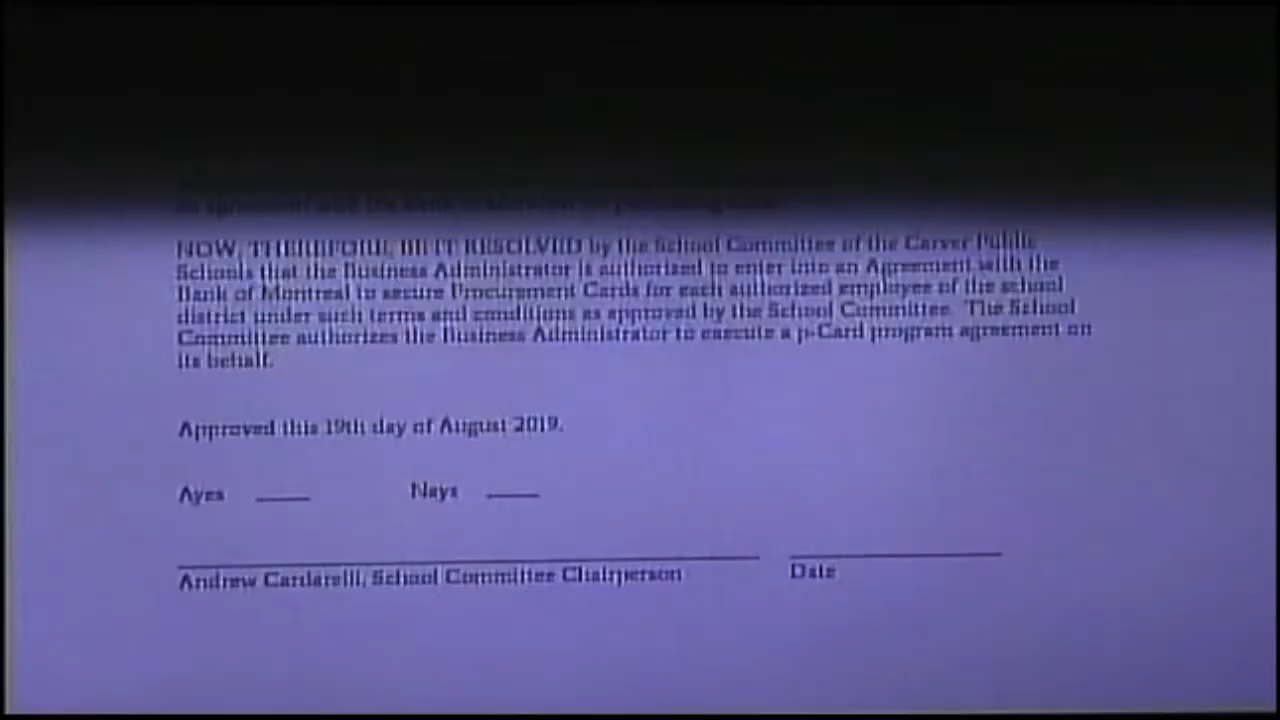 NOW, THEREFORE, BE IT RESOLVED by the School Committee of the Carver Public
Schools that the Business Administrator is authorized to enter into an Agreement with the
Bank of Montreal to secure Procurement Cards for each authorized employee of the school
district under such terms and conditions as approved by the School Committee. The School
Committee authorizes the Business Administrator to execute a p-Card program agreement on
its behalf.
Approved this 19th day of August 2019.
Ayes ____ Nays ____
Andrew Cardarelli, School Committee Chairperson Date